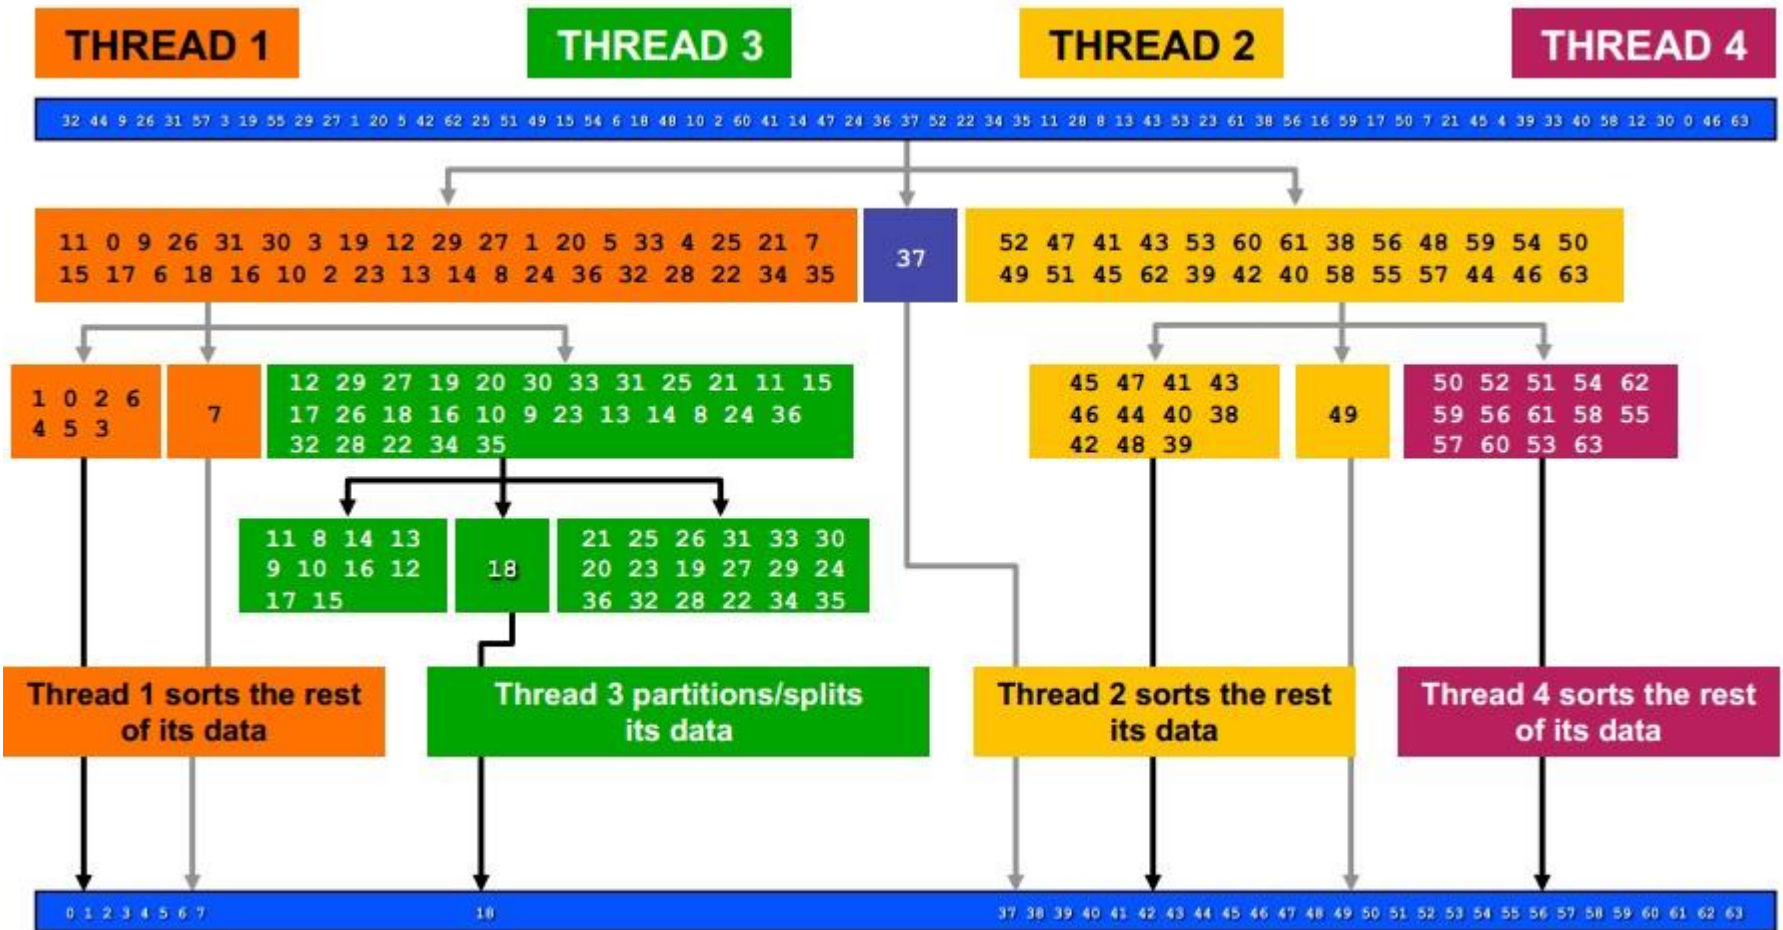 THREAD 1
THREAD 3
THREAD 2
THREAD 4
32 44 9 26 31 57 3 19 55 29 27 1 20 5 42 62 25 51 49 15 54 6 18 48 10 2 60 41 14 47 24 36 37 52 22 34 35 11 28 8 13 43 53 23 61 38 56 16 59 17 50 7 21 45 4 39 33 40 58 12 30 0 46 63
11 0 9 26 31 30 3 19 12 29 27 1 20 5 33 4 25 21 7
15 17 6 18 16 10 2 23 13 14 8 24 36 32 28 22 34 35
37
52 47 41 43 53 60 61 38 56 48 59 54 50
49 51 45 62 39 42 40 58 55 57 44 46 63
1 0 2 6
4 5 3
7
12 29 27 19 20 30 33 31 25 21 11 15
17 26 18 16 10 9 23 13 14 8 24 36
32 28 22 34 35
45 47 41 43
46 44 40 38
42 48 39
49
50 52 51 54 62
59 56 61 58 55
57 60 53 63
11 8 14 13
9 10 16 12
17 15
18
21 25 26 31 33 30
20 23 19 27 29 24
36 32 28 22 34 35
Thread 1 sorts the rest
of its data
Thread 3 partitions/splits
its data
Thread 2 sorts the rest
its data
Thread 4 sorts the rest
of its data
0 1 2 3 4 5 6 7 18 37 38 39 40 41 42 43 44 45 46 47 48 49 50 51 52 53 54 55 56 57 58 59 60 61 62 63